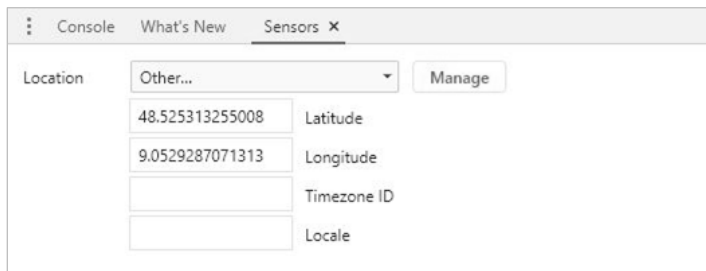 Console What's New Sensors ×
Location Other... Manage
48.525313255008 Latitude
9.0529287071313 Longitude
Timezone ID
Locale